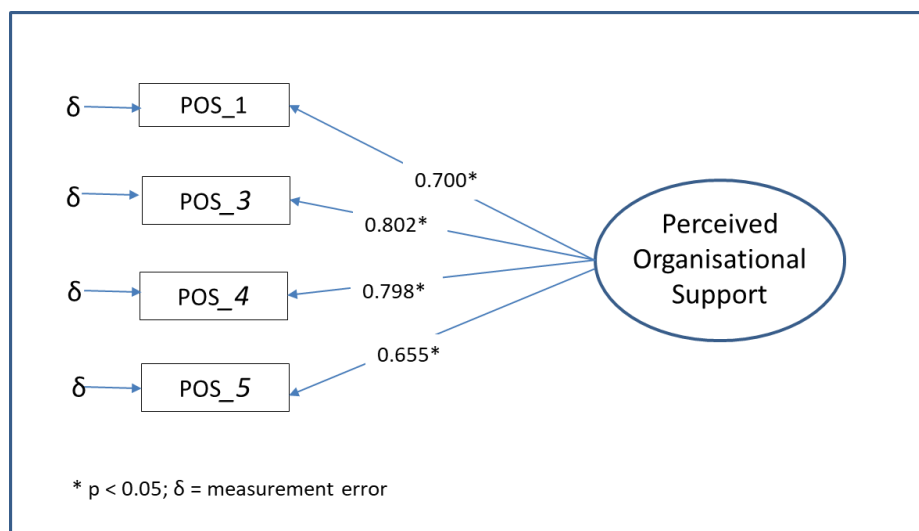 δ
POS_1
0.700*
δ
POS_3
0.802*
Perceived
Organisational
Support
δ
POS_4
0.798*
δ
POS_5
0.655*
* p < 0.05; δ = measurement error